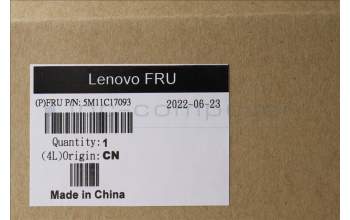 Lenovo FRU
(P)FRU P/N: 5M11C17093 2022-06-23
Quantity:1
(4L)Origin:CN
Made in China